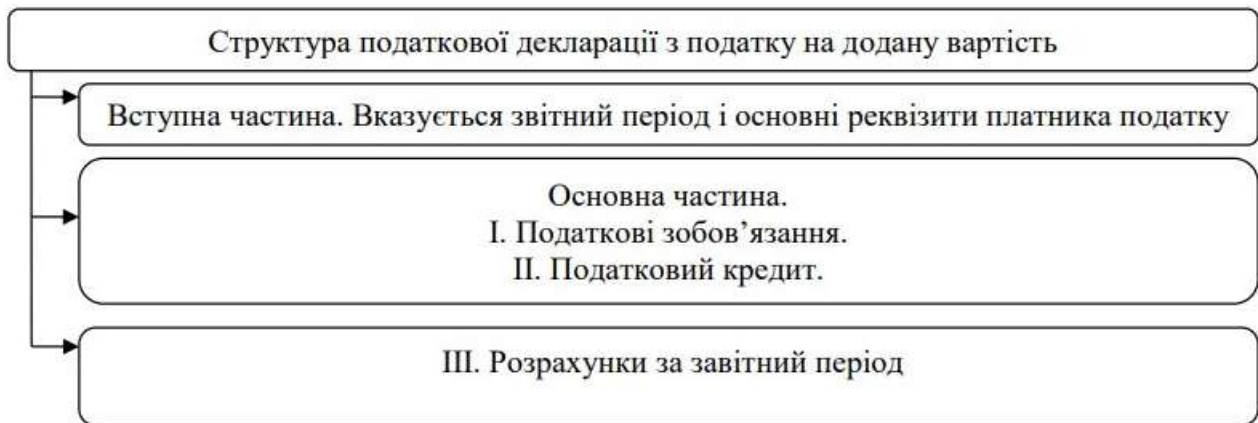 Структура податкової декларації з податку на додану вартість
Вступна частина. Вказується звітний період і основні реквізити платника податку
Основна частина.
І. Податкові зобов’язання.
ІІ. Податковий кредит.
ІІІ. Розрахунки за завітний період